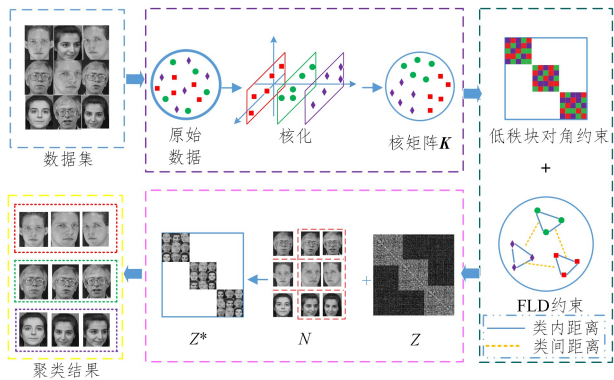 数据集
原始
数据
核化
核矩阵K
低秩块对角约束
+
FLD约束
类内距离
类间距离
Z
+
N
Z*
聚类结果